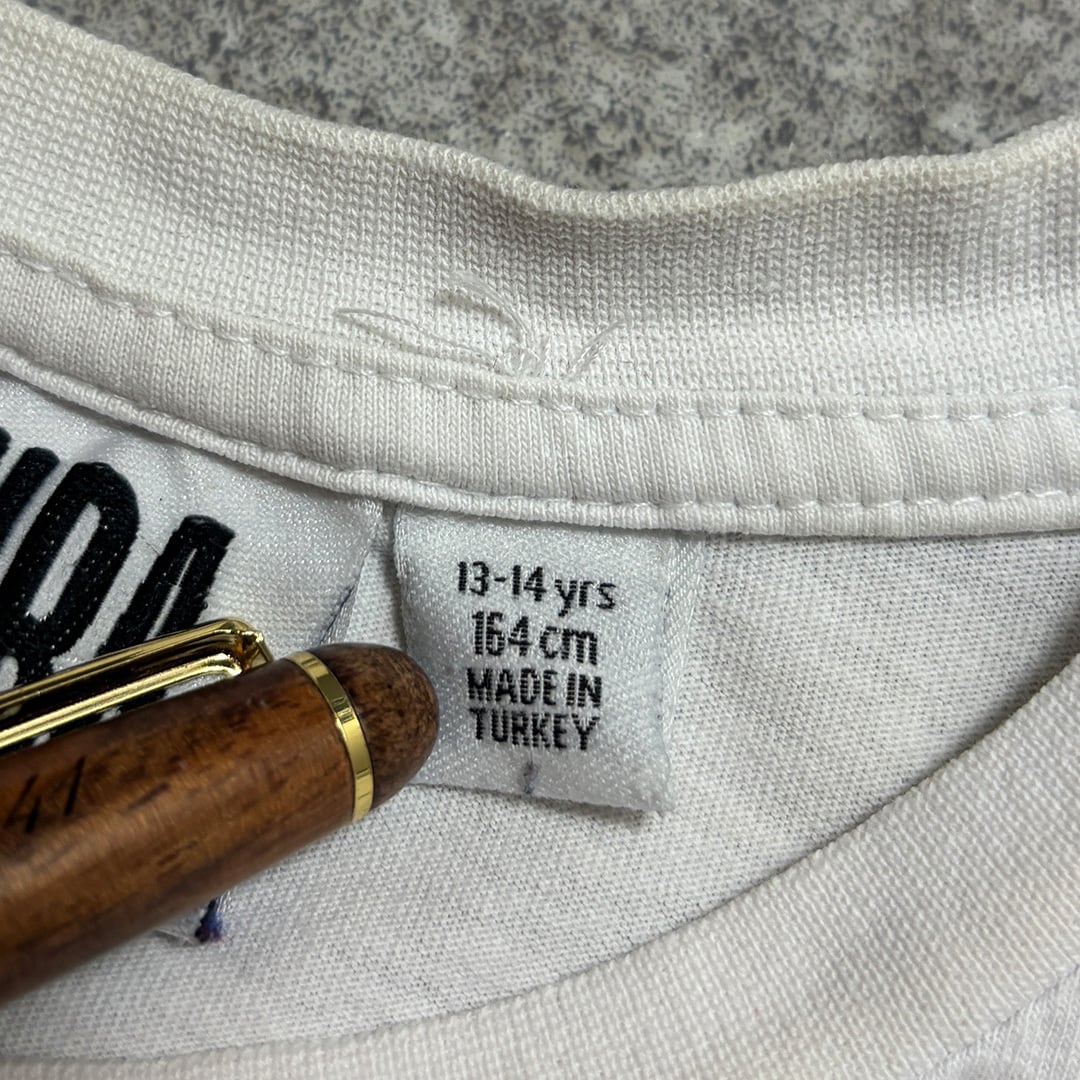 13-14 yrs
164 cm
MADE IN
TURKEY